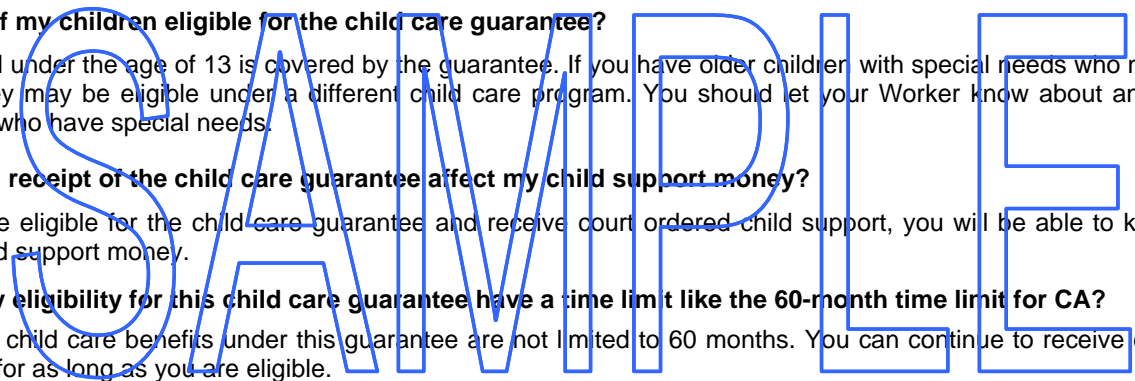 f my children eligible for the child care guarantee?
under the age of 13 is covered by the guarantee. If you have older children with special needs who
ey may be eligible under a different child care program. You should let your Worker know about an
who have special needs.
receipt of the child care guarantee affect my child support money?
e eligible for the child care guarantee and receive court ordered child support, you will be able to k
d support money.
y eligibility for this child care guarantee have a time limit like the 60-month time limit for CA?
child care benefits under this guarantee are not limited to 60 months. You can continue to receive
for as long as you are eligible.
SAMPLE